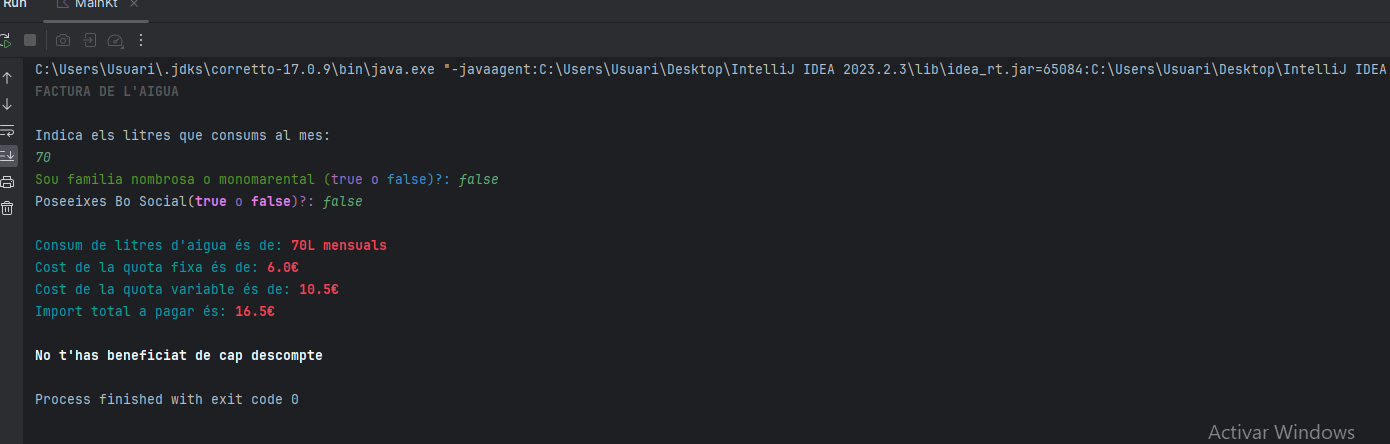 Run
MainKt
C:\Users\Usuari\.jdks\corretto-17.0.9\bin\java.exe "-javaagent:C:\Users\Usuari\Desktop\IntelliJ IDEA 2023.2.3\lib\idea_rt.jar=65084:C:\Users\Usuari\Desktop\IntelliJ IDEA
FACTURA DE L'AIGUA
Indica els litres que consums al mes:
70
Sou familia nombrosa o monomarental (true o false)?: false
Poseeixes Bo Social(true o false)?: false
Consum de litres d'aigua és de: 70L mensuals
Cost de la quota fixa és de: 6.0€
Cost de la quota variable és de: 10.5€
Import total a pagar és: 16.5€
No t'has beneficiat de cap descompte
Process finished with exit code 0
Activar Windows